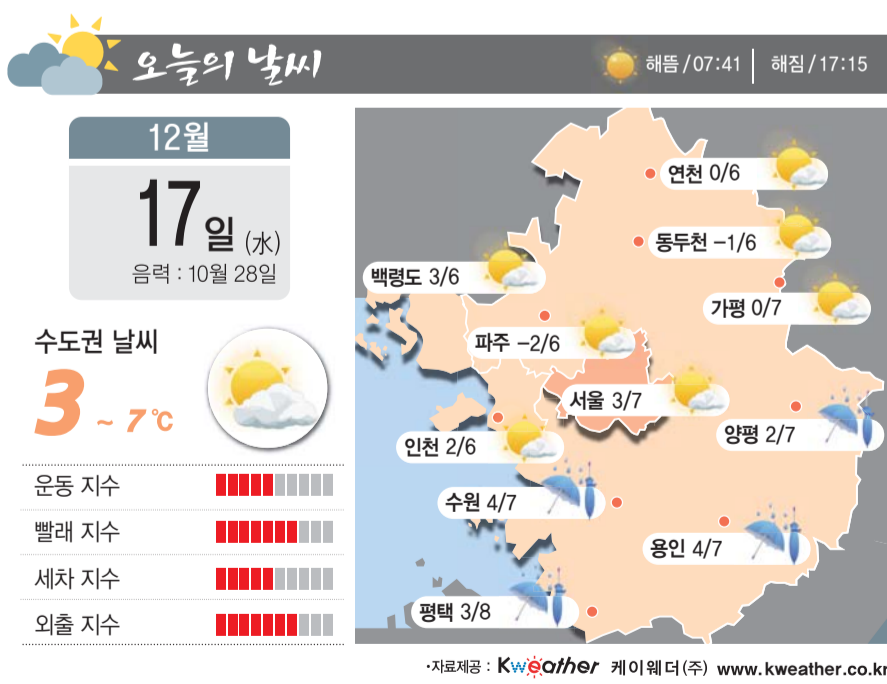 오늘의 날씨
해뜸/07:41 해짐/17:15
12월
17일 (水)
음력 : 10월 28일
수도권 날씨
3 ~ 7℃
운동 지수
빨래 지수
세차 지수
외출 지수
연천 0/6
동두천 -1/6
백령도 3/6
가평 0/7
파주 -2/6
서울 3/7
양평 2/7
인천 2/6
수원 4/7
용인 4/7
평택 3/8
·자료제공 : Kweather 케이웨더(주) www.kweather.co.kr